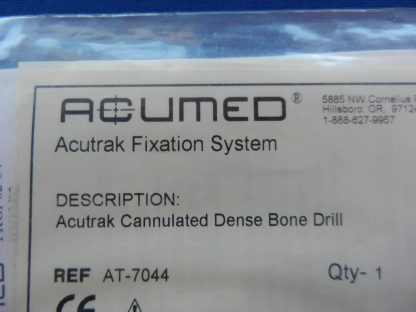 ACUMED®
5885 NW Cornelius
Hillsboro, OR, 9712
1-888-627-9957
Acutrak Fixation System
DESCRIPTION:
Acutrak Cannulated Dense Bone Drill
REF AT-7044 Qty- 1
CE